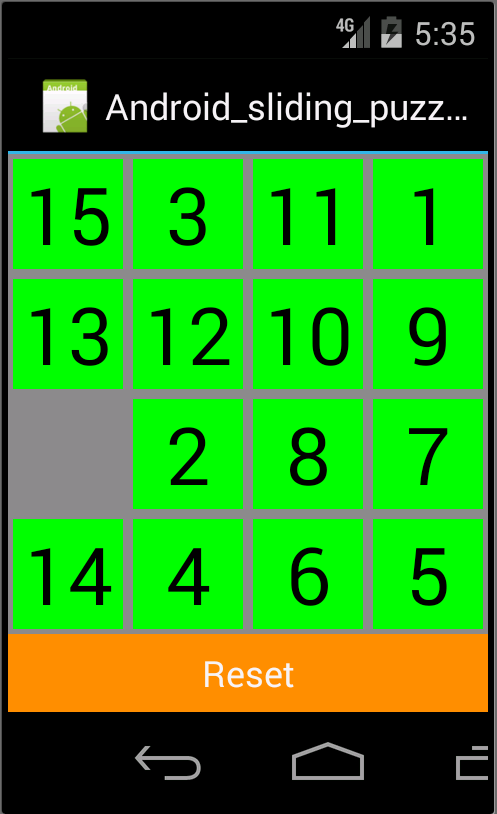 4G 5:35
Android
Android_sliding_puzz...
15 3 11 1
13 12 10 9
2 8 7
14 4 6 5
Reset